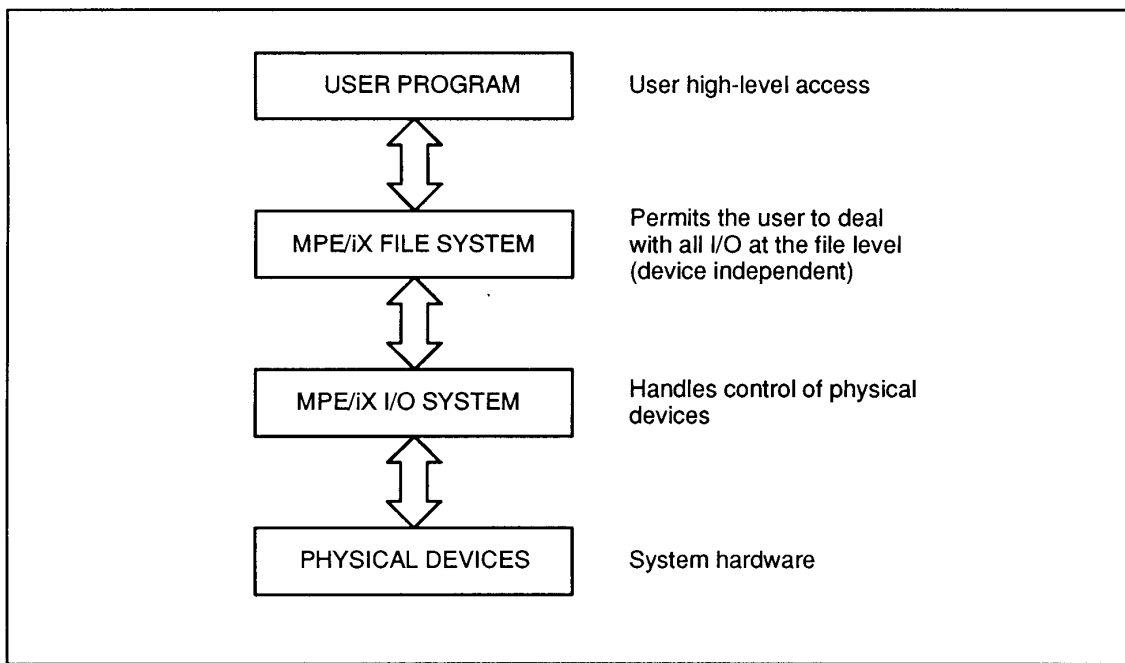 USER PROGRAM
User high-level access
MPE/iX FILE SYSTEM
Permits the user to deal
with all I/O at the file level
(device independent)
MPE/iX I/O SYSTEM
Handles control of physical
devices
PHYSICAL DEVICES
System hardware